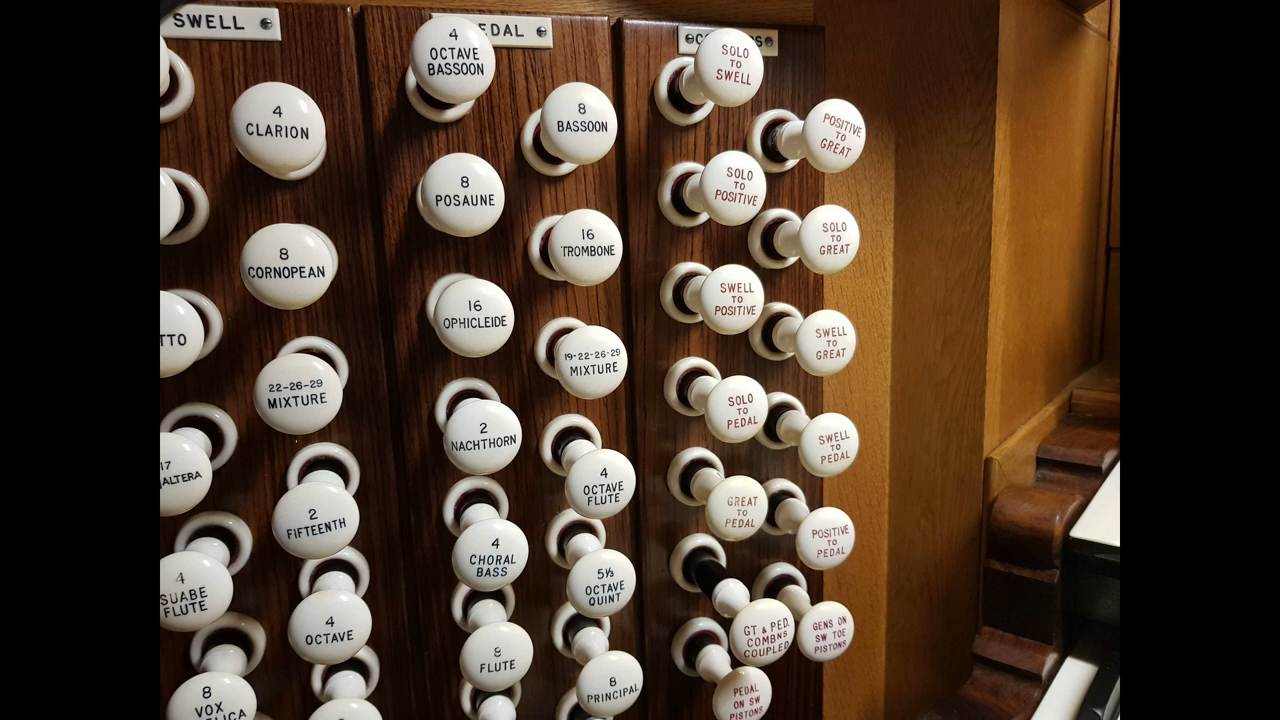 SWELL
4
CLARION
8
CORNOPEAN
TTO
22-26-29
MIXTURE
17
ALTERA
2
FIFTEENTH
4
SUABE
FLUTE
4
OCTAVE
8
VOX
EDAL
4
OCTAVE
BASSOON
8
BASSOON
8
POSAUNE
16
TROMBONE
16
OPHICLEIDE
19-22-26-29
MIXTURE
2
NACHTHORN
4
OCTAVE
FLUTE
4
CHORAL
BASS
5⅓
OCTAVE
QUINT
8
FLUTE
8
PRINCIPAL
SOLO
TO
SWELL
POSITIVE
TO
GREAT
SOLO
TO
POSITIVE
SOLO
TO
GREAT
SWELL
TO
POSITIVE
SWELL
TO
GREAT
SOLO
TO
PEDAL
SWELL
TO
PEDAL
GREAT
TO
PEDAL
POSITIVE
TO
PEDAL
GT & PED.
COMBNS
COUPLED
GENS ON
SW TOE
PISTONS
PEDAL
ON SW
PISTONS